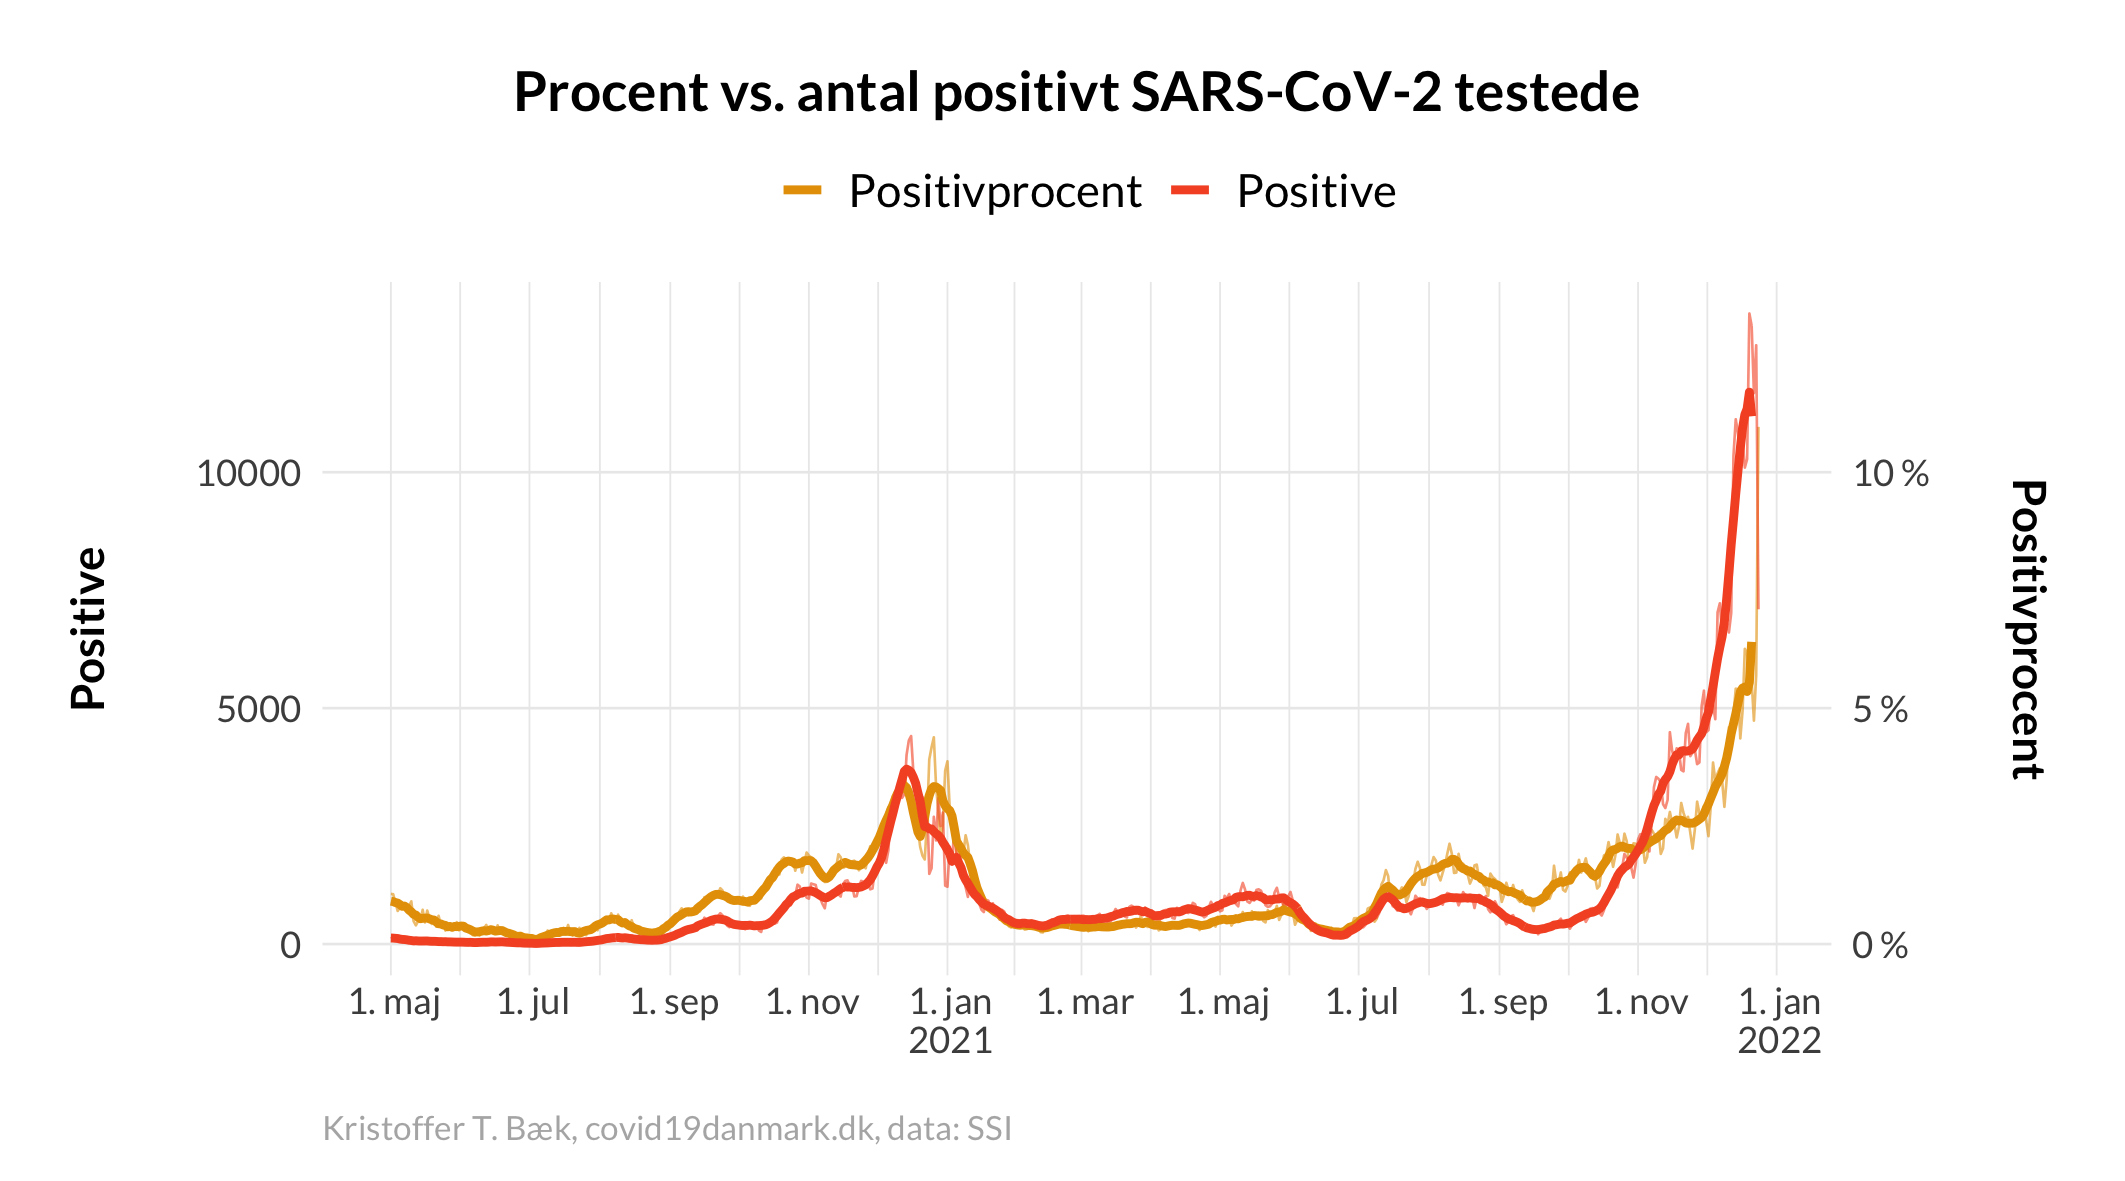 Procent vs. antal positivt SARS-CoV-2 testede
Positivprocent Positive
Positive
10000
5000
0
10 %
5 %
0 %
Positivprocent
1. maj 1. jul 1. sep 1. nov 1. jan 1. mar 1. maj 1. jul 1. sep 1. nov 1. jan
2021 2022
Kristoffer T. Bæk, covid19danmark.dk, data: SSI